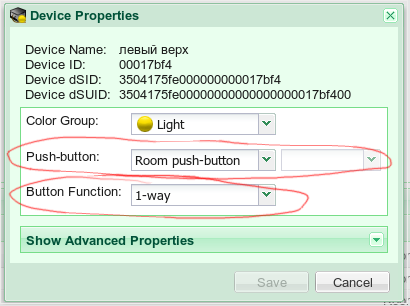 Device Properties
Device Name: левый верх
Device ID: 00017bf4
Device dSID: 3504175fe000000000017bf4
Device dSUID: 3504175fe00000000000000000017bf400
Color Group: Light
Push-button: Room push-button
Button Function: 1-way
Show Advanced Properties
Save Cancel